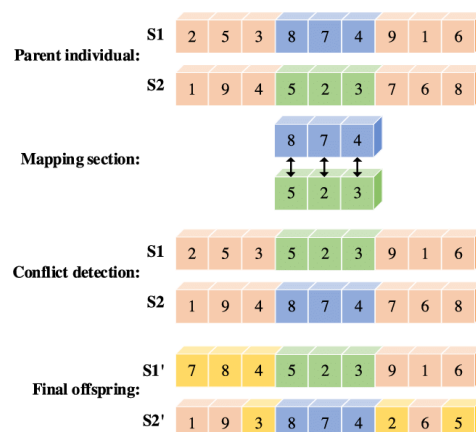 S1 2 5 3 8 7 4 9 1 6
Parent individual:
S2 1 9 4 5 2 3 7 6 8
8 7 4
Mapping section:
5 2 3
S1 2 5 3 5 2 3 9 1 6
Conflict detection:
S2 1 9 4 8 7 4 7 6 8
S1' 7 8 4 5 2 3 9 1 6
Final offspring:
S2' 1 9 3 8 7 4 2 6 5